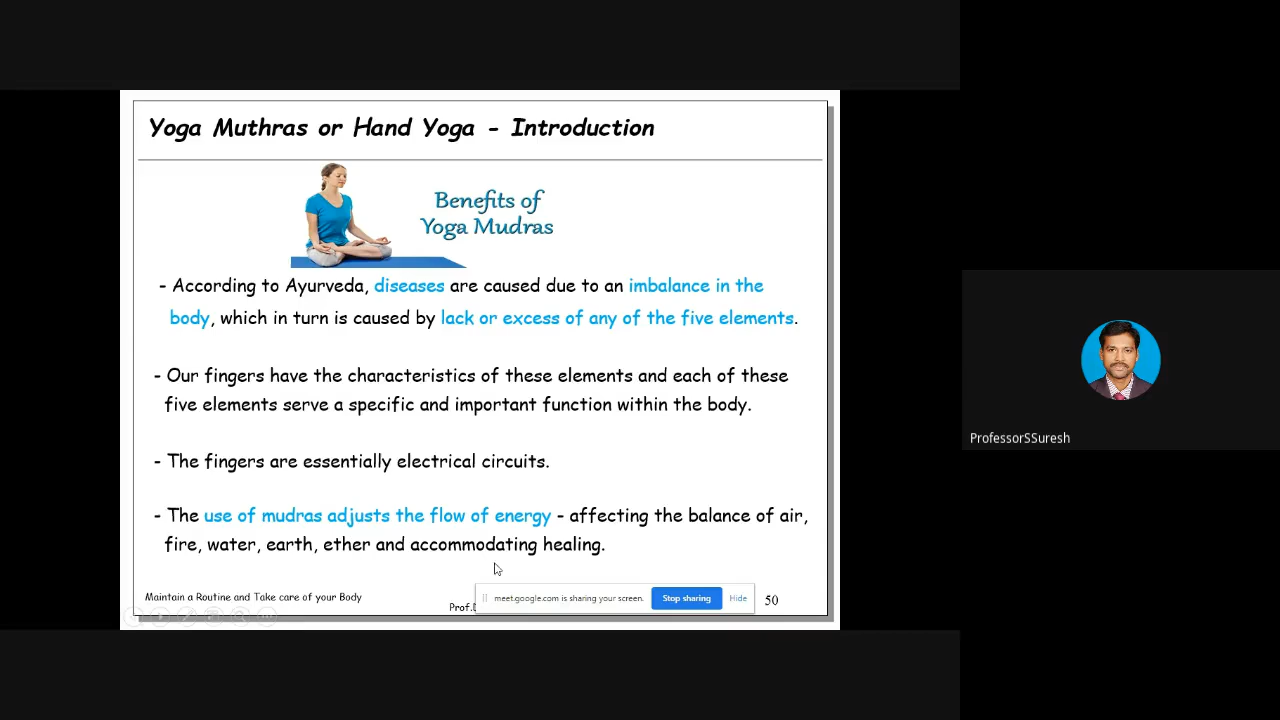 Yoga Muthras or Hand Yoga - Introduction
Benefits of
Yoga Mudras
- According to Ayurveda, diseases are caused due to an imbalance in the
body, which in turn is caused by lack or excess of any of the five elements.
- Our fingers have the characteristics of these elements and each of these
five elements serve a specific and important function within the body.
- The fingers are essentially electrical circuits.
- The use of mudras adjusts the flow of energy - affecting the balance of air,
fire, water, earth, ether and accommodating healing.
Maintain a Routine and Take care of your Body
meet.google.com is sharing your screen.
Stop sharing
Hide
50
ProfessorSSuresh